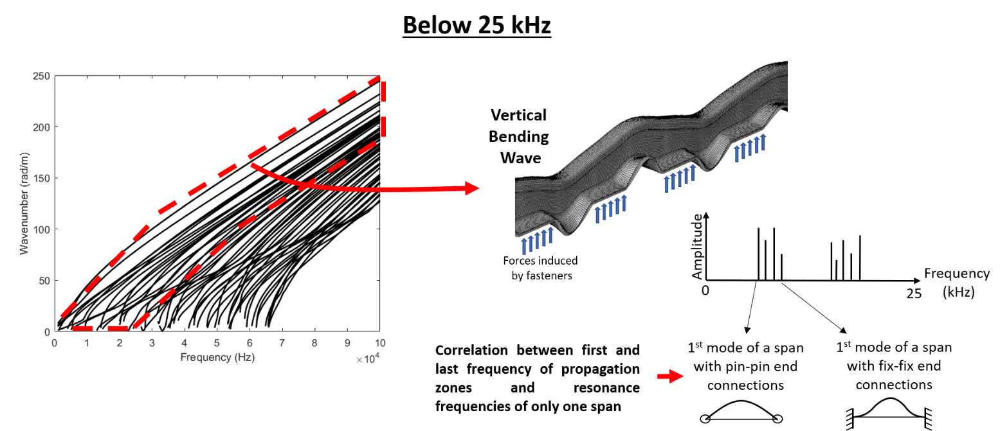 Below 25 kHz
250
200
150
100
50
0
Wavenumber (rad/m)
0 1 2 3 4 5 6 7 8 9 10
Frequency (Hz)
×10⁴
Vertical
Bending
Wave
Forces induced
by fasteners
Amplitude
0
25
Frequency
(kHz)
Correlation between first and
last frequency of propagation
zones and resonance
frequencies of only one span
1st mode of a span
with pin-pin end
connections
1st mode of a span
with fix-fix end
connections